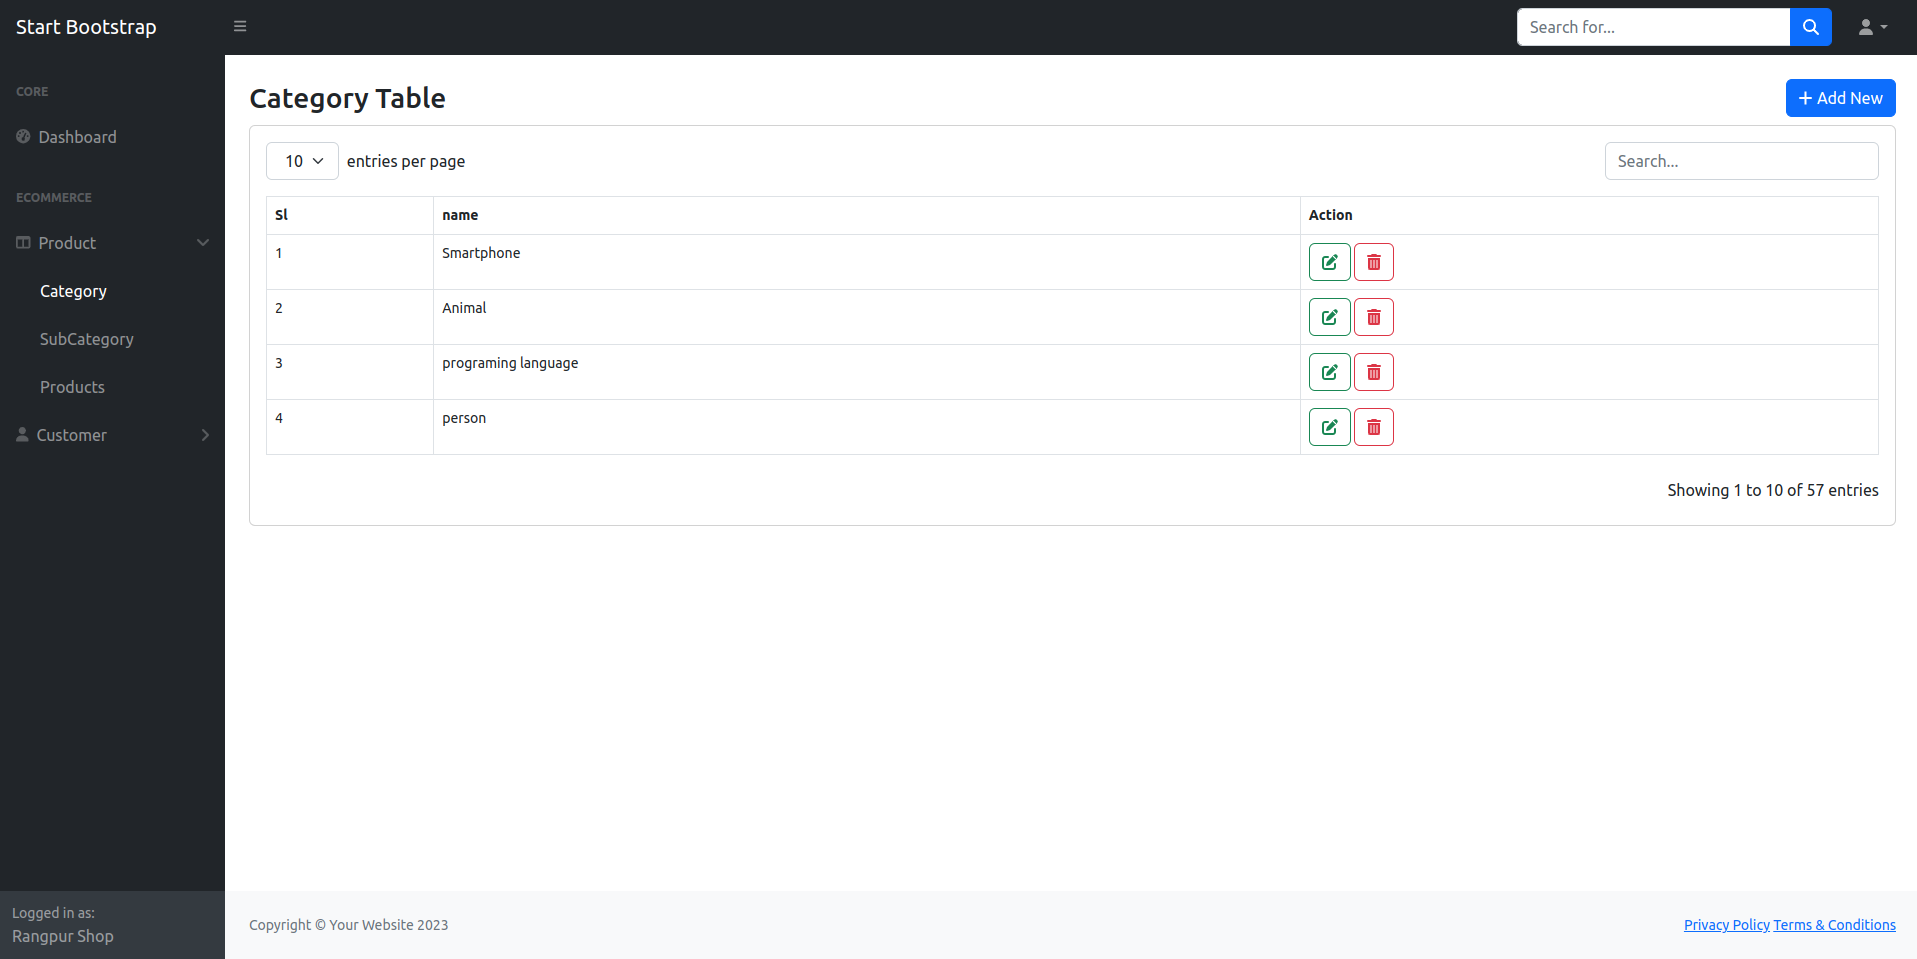 Start Bootstrap
Search for...
CORE
Dashboard
ECOMMERCE
Product
Category
SubCategory
Products
Customer
Logged in as:
Rangpur Shop
Category Table
Add New
10 entries per page
Search...
Sl name Action
1 Smartphone
2 Animal
3 programing language
4 person
Showing 1 to 10 of 57 entries
Copyright © Your Website 2023
Privacy Policy Terms & Conditions